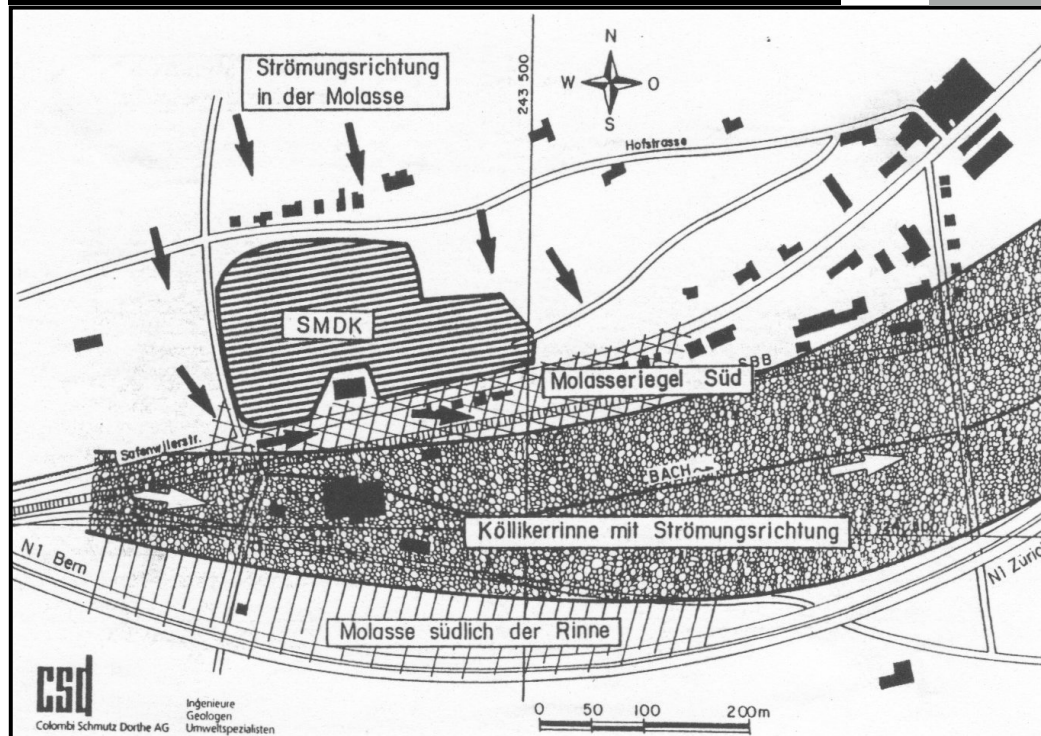 Strömungsrichtung
in der Molasse
N
W O
S
243 500
Hofstrasse
SMDK
SBB
Molasseriegel Süd
Safenwilerstr.
BACH
Köllikerrinne mit Strömungsrichtung
N1 Bern
N1 Züric
Molasse südlich der Rinne
csd
Colombi Schmutz Dorthe AG
Ingenieure
Geologen
Umweltspezialisten
0 50 100 200m